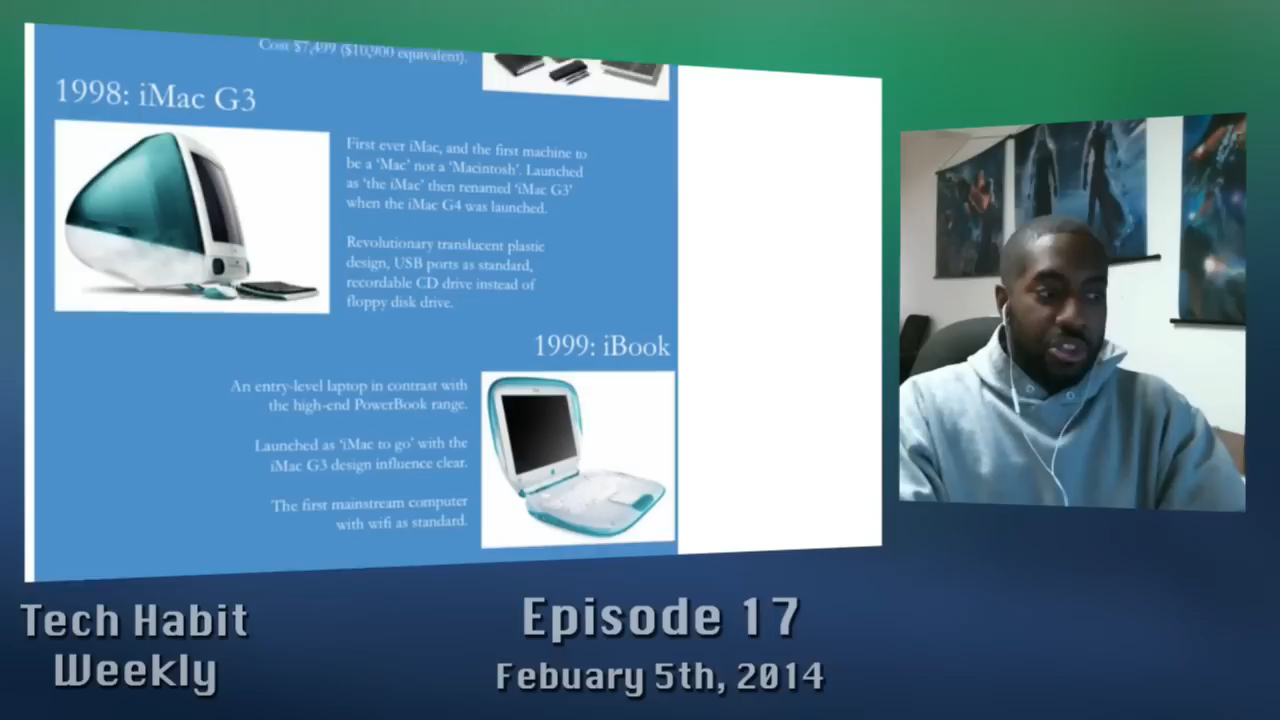 Cost $7,499 ($10,900 equivalent).
1998: iMac G3
First ever iMac, and the first machine to
be a ‘Mac’ not a ‘Macintosh’. Launched
as ‘the iMac’ then renamed ‘iMac G3’
when the iMac G4 was launched.
Revolutionary translucent plastic
design, USB ports as standard,
recordable CD drive instead of
floppy disk drive.
1999: iBook
An entry-level laptop in contrast with
the high-end PowerBook range.
Launched as ‘iMac to go’ with the
iMac G3 design influence clear.
The first mainstream computer
with wifi as standard.
Tech Habit
Weekly
Episode 17
Febuary 5th, 2014